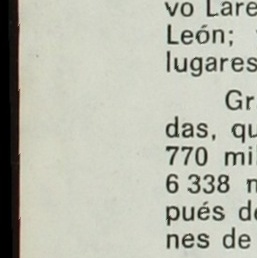 vo Lare
León;
lugares
Gr
das, qu
770 mil
6 338
pués de
nes de